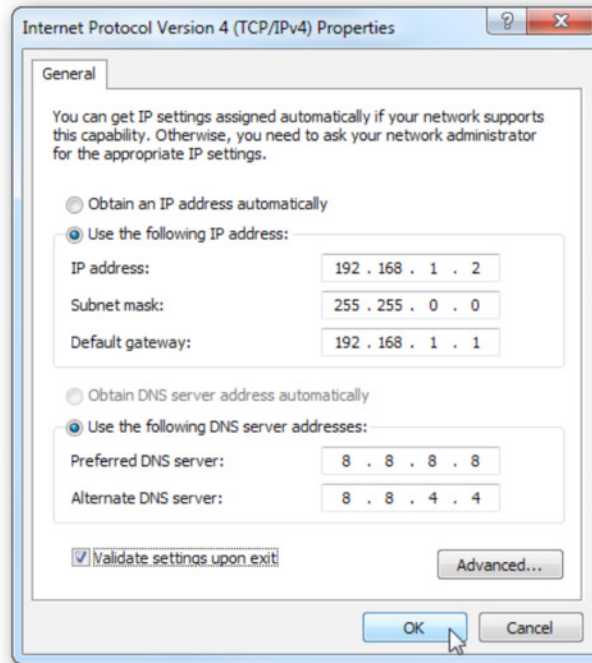 Internet Protocol Version 4 (TCP/IPv4) Properties
General
You can get IP settings assigned automatically if your network supports
this capability. Otherwise, you need to ask your network administrator
for the appropriate IP settings.
Obtain an IP address automatically
Use the following IP address:
IP address: 192 . 168 . 1 . 2
Subnet mask: 255 . 255 . 0 . 0
Default gateway: 192 . 168 . 1 . 1
Obtain DNS server address automatically
Use the following DNS server addresses:
Preferred DNS server: 8 . 8 . 8 . 8
Alternate DNS server: 8 . 8 . 4 . 4
Validate settings upon exit
Advanced...
OK Cancel